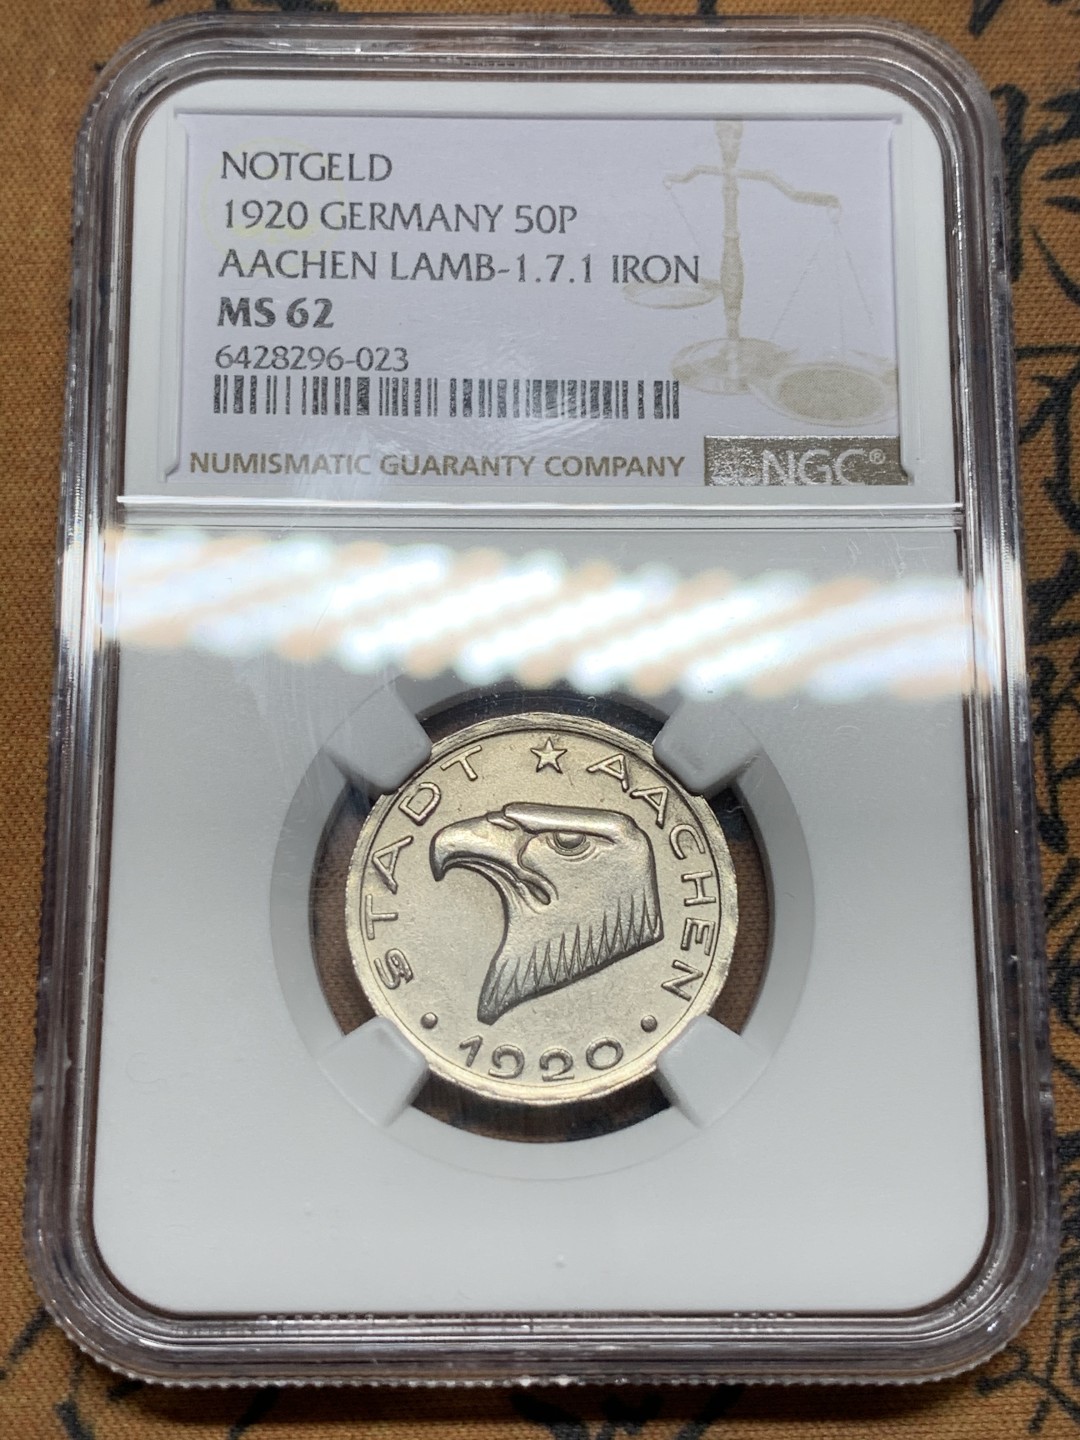 NOTGELD
1920 GERMANY 50P
AACHEN LAMB-1.7.1 IRON
MS 62
6428296-023
NUMISMATIC GUARANTY COMPANY
NGC®
STADT ★ AACHEN
• 1920 •